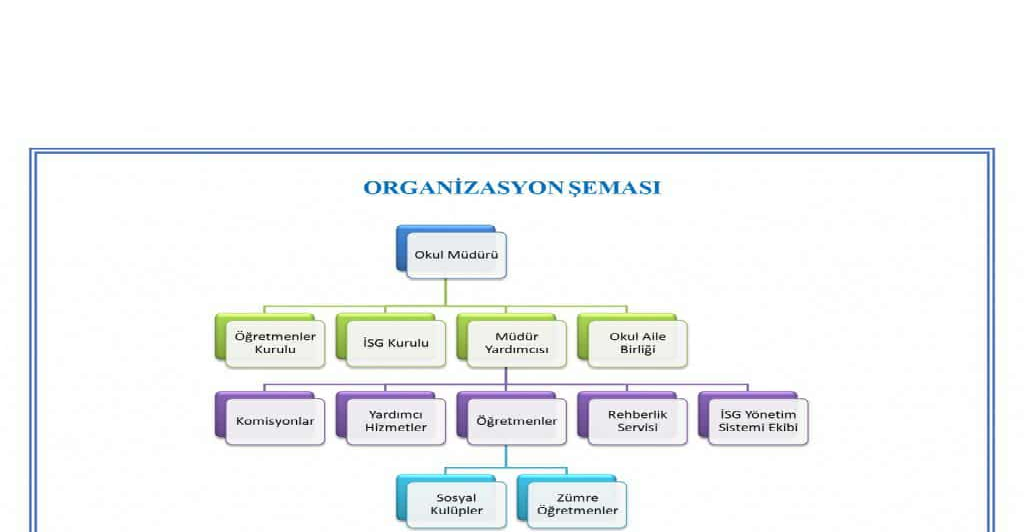 ORGANİZASYON ŞEMASI
Okul Müdürü
Öğretmenler
Kurulu
İSG Kurulu
Müdür
Yardımcısı
Okul Aile
Birliği
Komisyonlar
Yardımcı
Hizmetler
Öğretmenler
Rehberlik
Servisi
İSG Yönetim
Sistemi Ekibi
Sosyal
Kulüpler
Zümre
Öğretmenler